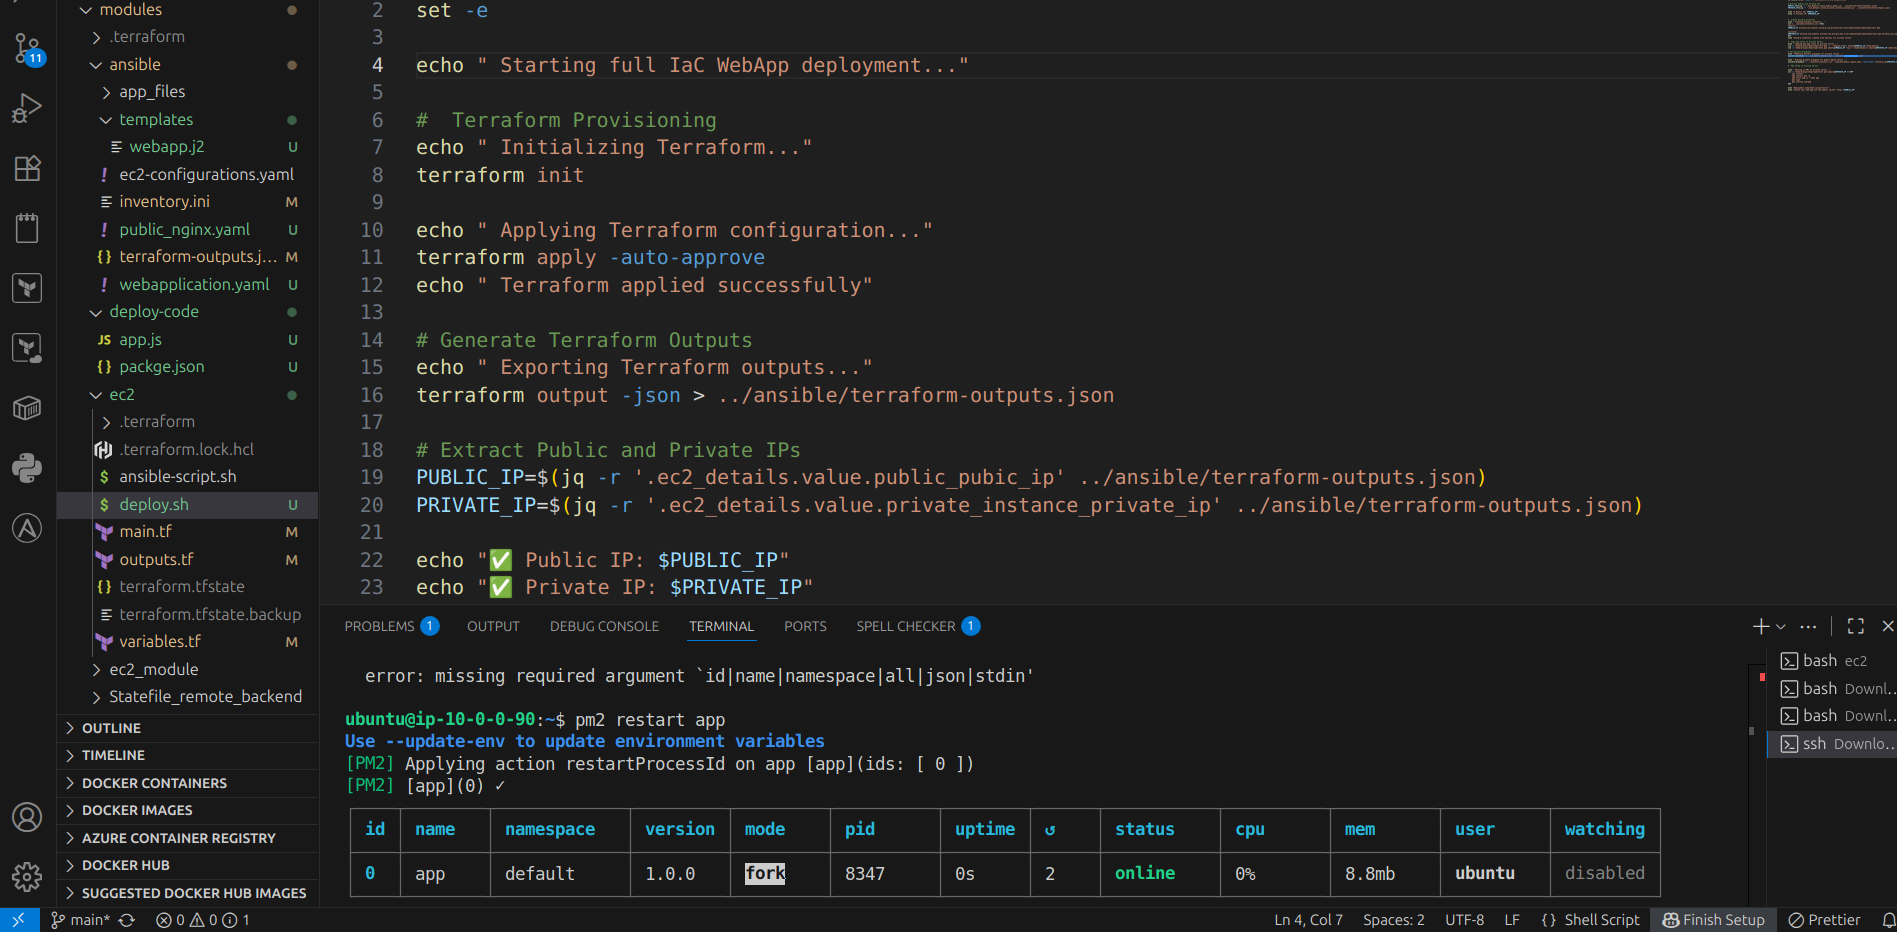 11
modules
.terraform
ansible
app_files
templates
webapp.j2 U
ec2-configurations.yaml
inventory.ini M
public_nginx.yaml U
terraform-outputs.j... M
webapplication.yaml U
deploy-code
JS app.js U
packge.json U
ec2
.terraform
.terraform.lock.hcl
$ ansible-script.sh
$ deploy.sh U
main.tf M
outputs.tf M
terraform.tfstate
terraform.tfstate.backup
variables.tf M
ec2_module
Statefile_remote_backend
OUTLINE
TIMELINE
DOCKER CONTAINERS
DOCKER IMAGES
AZURE CONTAINER REGISTRY
DOCKER HUB
SUGGESTED DOCKER HUB IMAGES
2 set -e
3
4 echo " Starting full IaC WebApp deployment..."
5
6 #  Terraform Provisioning
7 echo " Initializing Terraform..."
8 terraform init
9
10 echo " Applying Terraform configuration..."
11 terraform apply -auto-approve
12 echo " Terraform applied successfully"
13
14 # Generate Terraform Outputs
15 echo " Exporting Terraform outputs..."
16 terraform output -json > ../ansible/terraform-outputs.json
17
18 # Extract Public and Private IPs
19 PUBLIC_IP=$(jq -r '.ec2_details.value.public_pubic_ip' ../ansible/terraform-outputs.json)
20 PRIVATE_IP=$(jq -r '.ec2_details.value.private_instance_private_ip' ../ansible/terraform-outputs.json)
21
22 echo "✅ Public IP: $PUBLIC_IP"
23 echo "✅ Private IP: $PRIVATE_IP"
PROBLEMS 1 OUTPUT DEBUG CONSOLE TERMINAL PORTS SPELL CHECKER 1
error: missing required argument `id|name|namespace|all|json|stdin'
ubuntu@ip-10-0-0-90:~$ pm2 restart app
Use --update-env to update environment variables
[PM2] Applying action restartProcessId on app [app](ids: [ 0 ])
[PM2] [app](0) ✓
id name namespace version mode pid uptime ↺ status cpu mem user watching
0 app default 1.0.0 fork 8347 0s 2 online 0% 8.8mb ubuntu disabled
bash ec2
bash Downl...
bash Downl...
ssh Downlo...
main* 0 0 1 Ln 4, Col 7 Spaces: 2 UTF-8 LF {} Shell Script Finish Setup Prettier